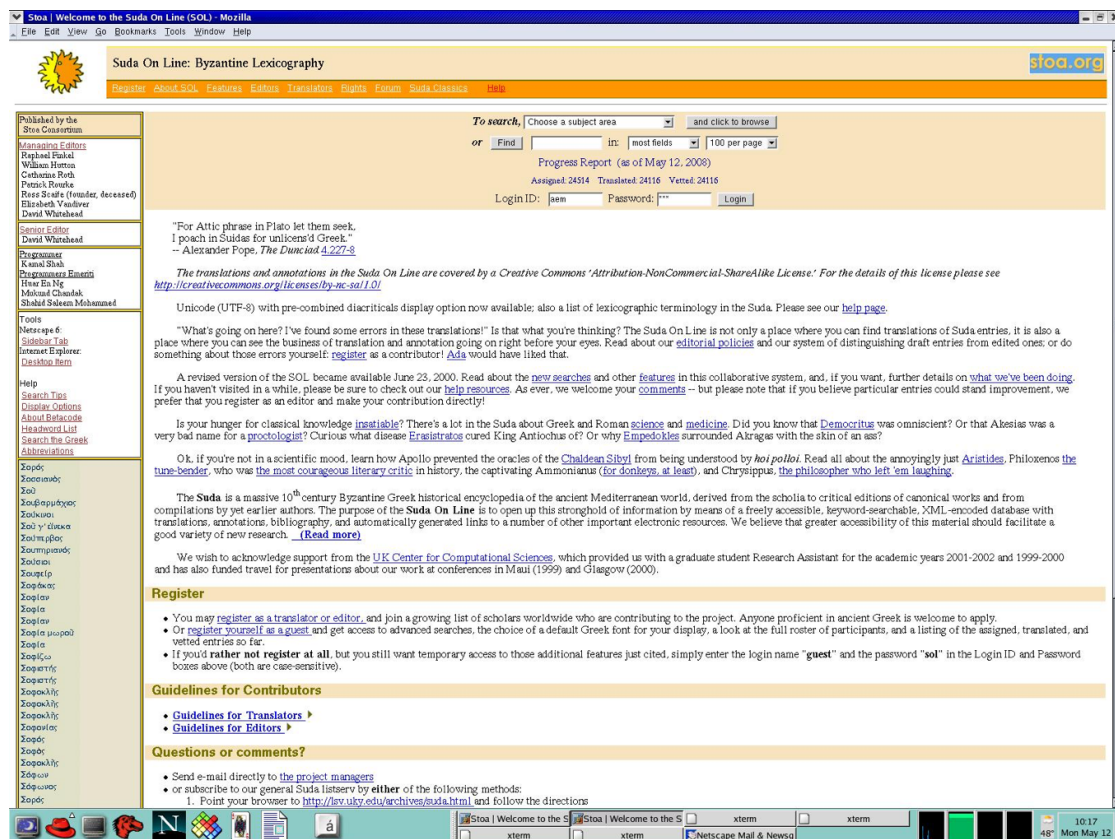 Stoa | Welcome to the Suda On Line (SOL) - Mozilla
File Edit View Go Bookmarks Tools Window Help
Suda On Line: Byzantine Lexicography
stoa.org
Register About SOL Features Editors Translators Rights Forum Suda Classics Help
Published by the
Stoa Consortium
Managing Editors
Raphael Finkel
William Hutton
Catharine Roth
Patrick Rourke
Ross Scaife (founder, deceased)
Elizabeth Vandiver
David Whitehead
Senior Editor
David Whitehead
Programmer
Kamal Shah
Programmers Emeriti
Huar En Ng
Mukund Chandak
Shahid Saleem Mohammed
Tools
Netscape 6:
Sidebar Tab
Internet Explorer:
Desktop Item
Help
Search Tips
Display Options
About Betacode
Headword List
Search the Greek
Abbreviations
Σορός
Σοσσιανός
Σοῦ
Σουβαρμάχιος
Σούκινοι
Σοῦ γ' ἕνεκα
Σούπερβος
Σουπηριανός
Σούσιοι
Σουφείρ
Σοφάκας
Σοφίαν
Σοφία
Σοφίαν
Σοφία μωροῦ
Σοφία
Σοφίζω
Σοφιστής
Σοφιστής
Σοφοκλῆς
Σοφοκλῆς
Σοφοκλῆς
Σοφονίας
Σοφός
Σοφὸς
Σοφοκλῆς
Σόφων
Σόφωνος
Σορός
To search, Choose a subject area and click to browse
or Find in: most fields 100 per page
Progress Report (as of May 12, 2008)
Assigned: 24514 Translated: 24116 Vetted: 24116
Login ID: aem Password: *** Login
"For Attic phrase in Plato let them seek,
I poach in Suidas for unlicens'd Greek."
-- Alexander Pope, The Dunciad 4.227-8
The translations and annotations in the Suda On Line are covered by a Creative Commons 'Attribution-NonCommercial-ShareAlike License.' For the details of this license please see
http://creativecommons.org/licenses/by-nc-sa/1.0/
Unicode (UTF-8) with pre-combined diacriticals display option now available; also a list of lexicographic terminology in the Suda. Please see our help page.
"What's going on here? I've found some errors in these translations!" Is that what you're thinking? The Suda On Line is not only a place where you can find translations of Suda entries, it is also a
place where you can see the business of translation and annotation going on right before your eyes. Read about our editorial policies and our system of distinguishing draft entries from edited ones; or do
something about those errors yourself: register as a contributor! Ada would have liked that.
A revised version of the SOL became available June 23, 2000. Read about the new searches and other features in this collaborative system, and, if you want, further details on what we've been doing.
If you haven't visited in a while, please be sure to check out our help resources. As ever, we welcome your comments -- but please note that if you believe particular entries could stand improvement, we
prefer that you register as an editor and make your contribution directly!
Is your hunger for classical knowledge insatiable? There's a lot in the Suda about Greek and Roman science and medicine. Did you know that Democritus was omniscient? Or that Akesias was a
very bad name for a proctologist? Curious what disease Erasistratos cured King Antiochus of? Or why Empedokles surrounded Akragas with the skin of an ass?
Ok, if you're not in a scientific mood, learn how Apollo prevented the oracles of the Chaldean Sibyl from being understood by hoi polloi. Read all about the annoyingly just Aristides, Philoxenos the
tune-bender, who was the most courageous literary critic in history, the captivating Ammonianus (for donkeys, at least), and Chrysippus, the philosopher who left 'em laughing.
The Suda is a massive 10th century Byzantine Greek historical encyclopedia of the ancient Mediterranean world, derived from the scholia to critical editions of canonical works and from
compilations by yet earlier authors. The purpose of the Suda On Line is to open up this stronghold of information by means of a freely accessible, keyword-searchable, XML-encoded database with
translations, annotations, bibliography, and automatically generated links to a number of other important electronic resources. We believe that greater accessibility of this material should facilitate a
good variety of new research. (Read more)
We wish to acknowledge support from the UK Center for Computational Sciences, which provided us with a graduate student Research Assistant for the academic years 2001-2002 and 1999-2000
and has also funded travel for presentations about our work at conferences in Maui (1999) and Glasgow (2000).
Register
• You may register as a translator or editor, and join a growing list of scholars worldwide who are contributing to the project. Anyone proficient in ancient Greek is welcome to apply.
• Or register yourself as a guest and get access to advanced searches, the choice of a default Greek font for your display, a look at the full roster of participants, and a listing of the assigned, translated, and
vetted entries so far.
• If you'd rather not register at all, but you still want temporary access to those additional features just cited, simply enter the login name "guest" and the password "sol" in the Login ID and Password
boxes above (both are case-sensitive).
Guidelines for Contributors
• Guidelines for Translators
• Guidelines for Editors
Questions or comments?
• Send e-mail directly to the project managers
• or subscribe to our general Suda listserv by either of the following methods:
1. Point your browser to http://lsv.uky.edu/archives/suda.html and follow the directions
N
á
Stoa | Welcome to the S Stoa | Welcome to the S xterm xterm
xterm xterm Netscape Mail & Newsg
48° 10:17
Mon May 12